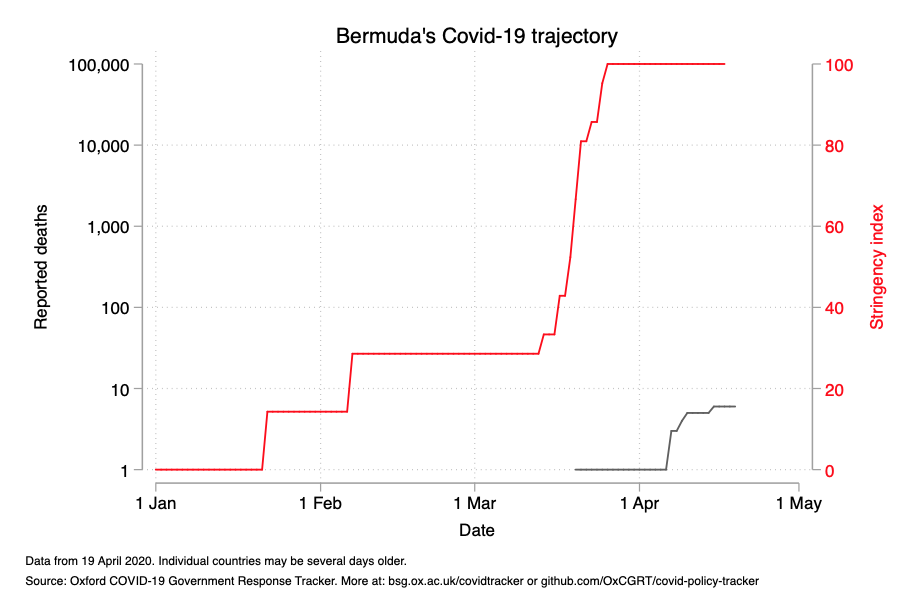 Bermuda's Covid-19 trajectory
Reported deaths
100,000
10,000
1,000
100
10
1
Stringency index
100
80
60
40
20
0
1 Jan
1 Feb
1 Mar
1 Apr
1 May
Date
Data from 19 April 2020. Individual countries may be several days older.
Source: Oxford COVID-19 Government Response Tracker. More at: bsg.ox.ac.uk/covidtracker or github.com/OxCGRT/covid-policy-tracker